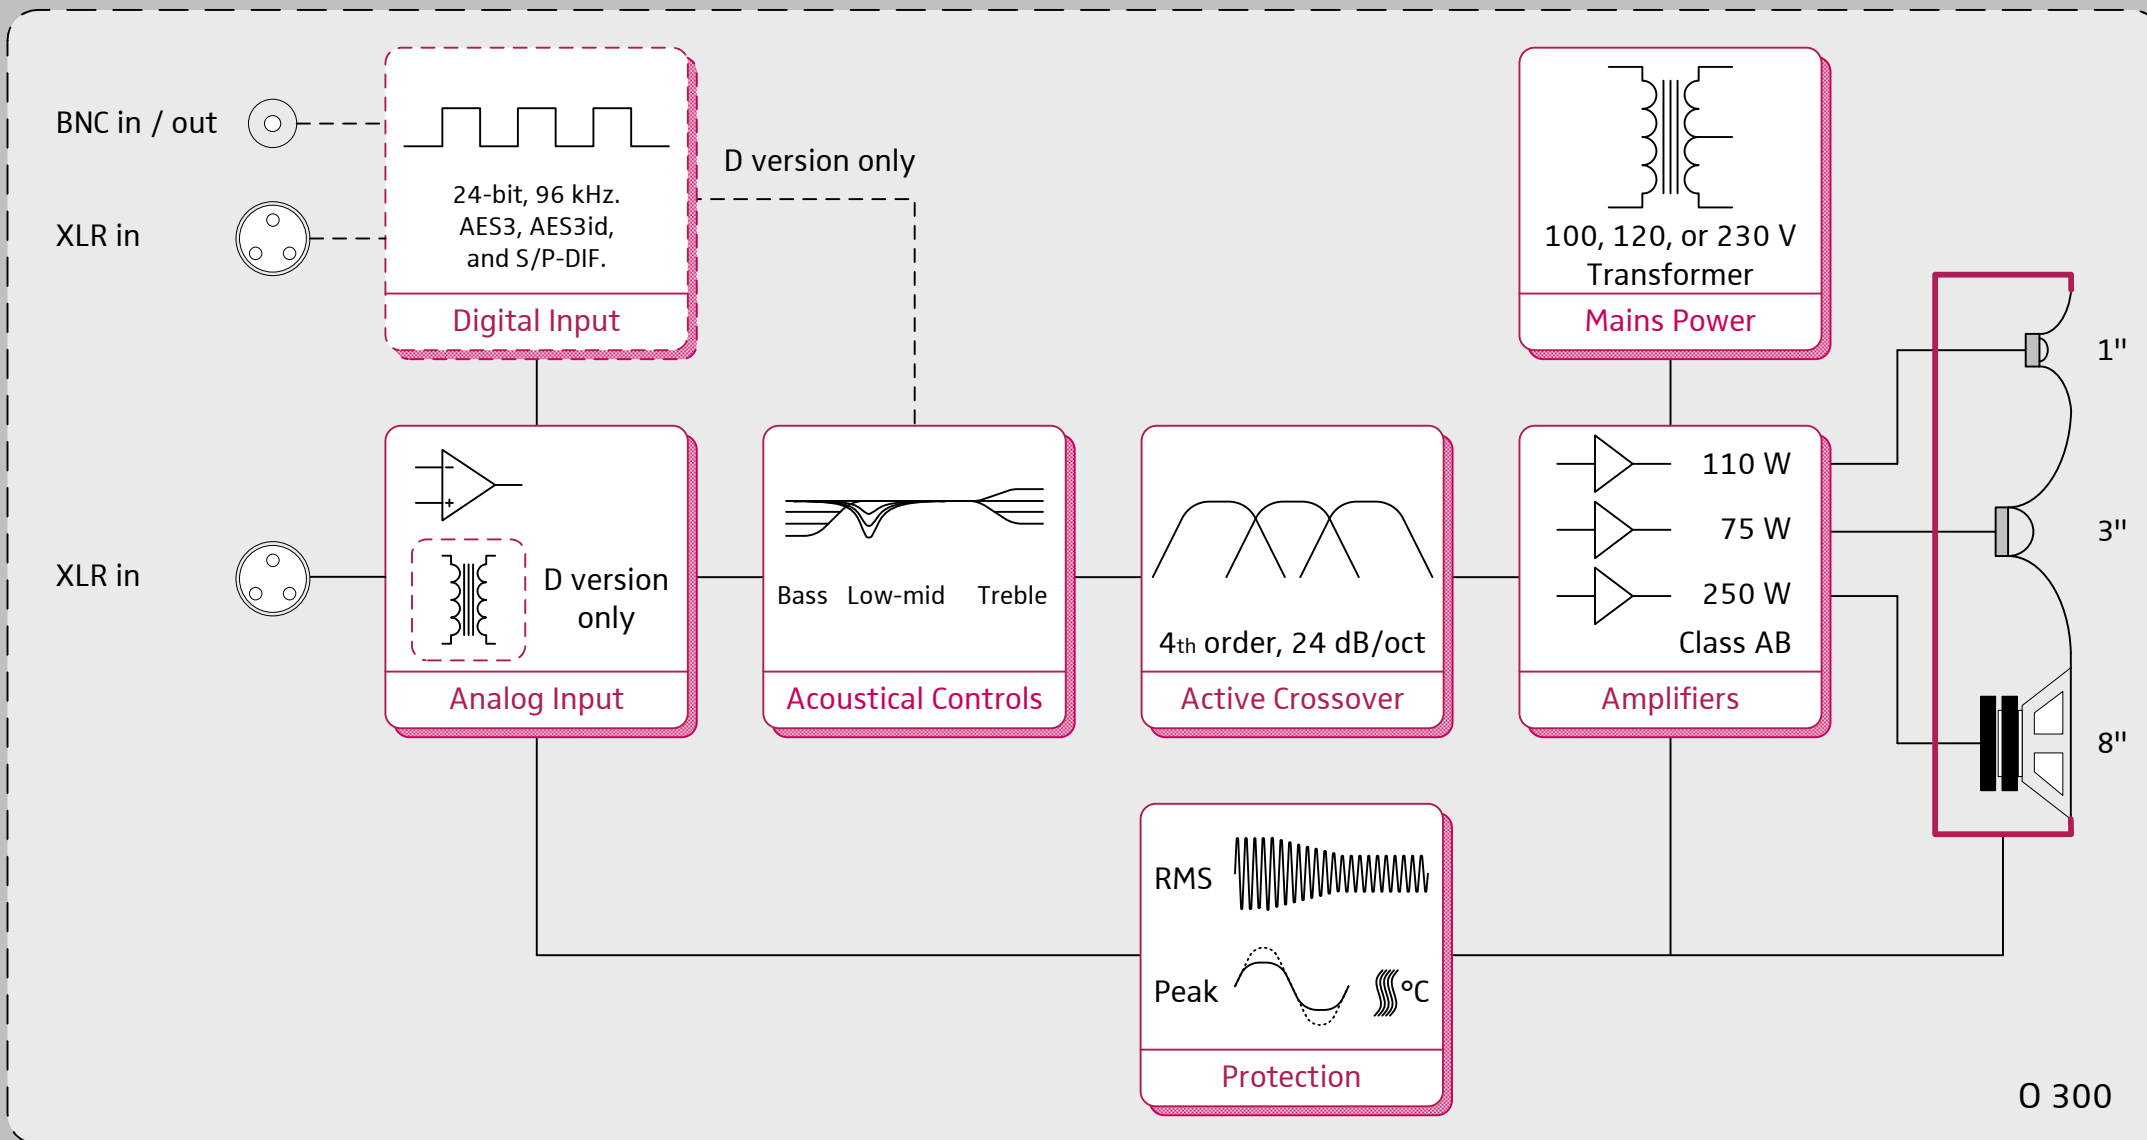 BNC in / out
XLR in
24-bit, 96 kHz.
AES3, AES3id,
and S/P-DIF.
Digital Input
D version only
100, 120, or 230 V
Transformer
Mains Power
1"
3"
8"
XLR in
D version
only
Analog Input
Bass Low-mid Treble
Acoustical Controls
4th order, 24 dB/oct
Active Crossover
110 W
75 W
250 W
Class AB
Amplifiers
RMS
Peak °C
Protection
O 300